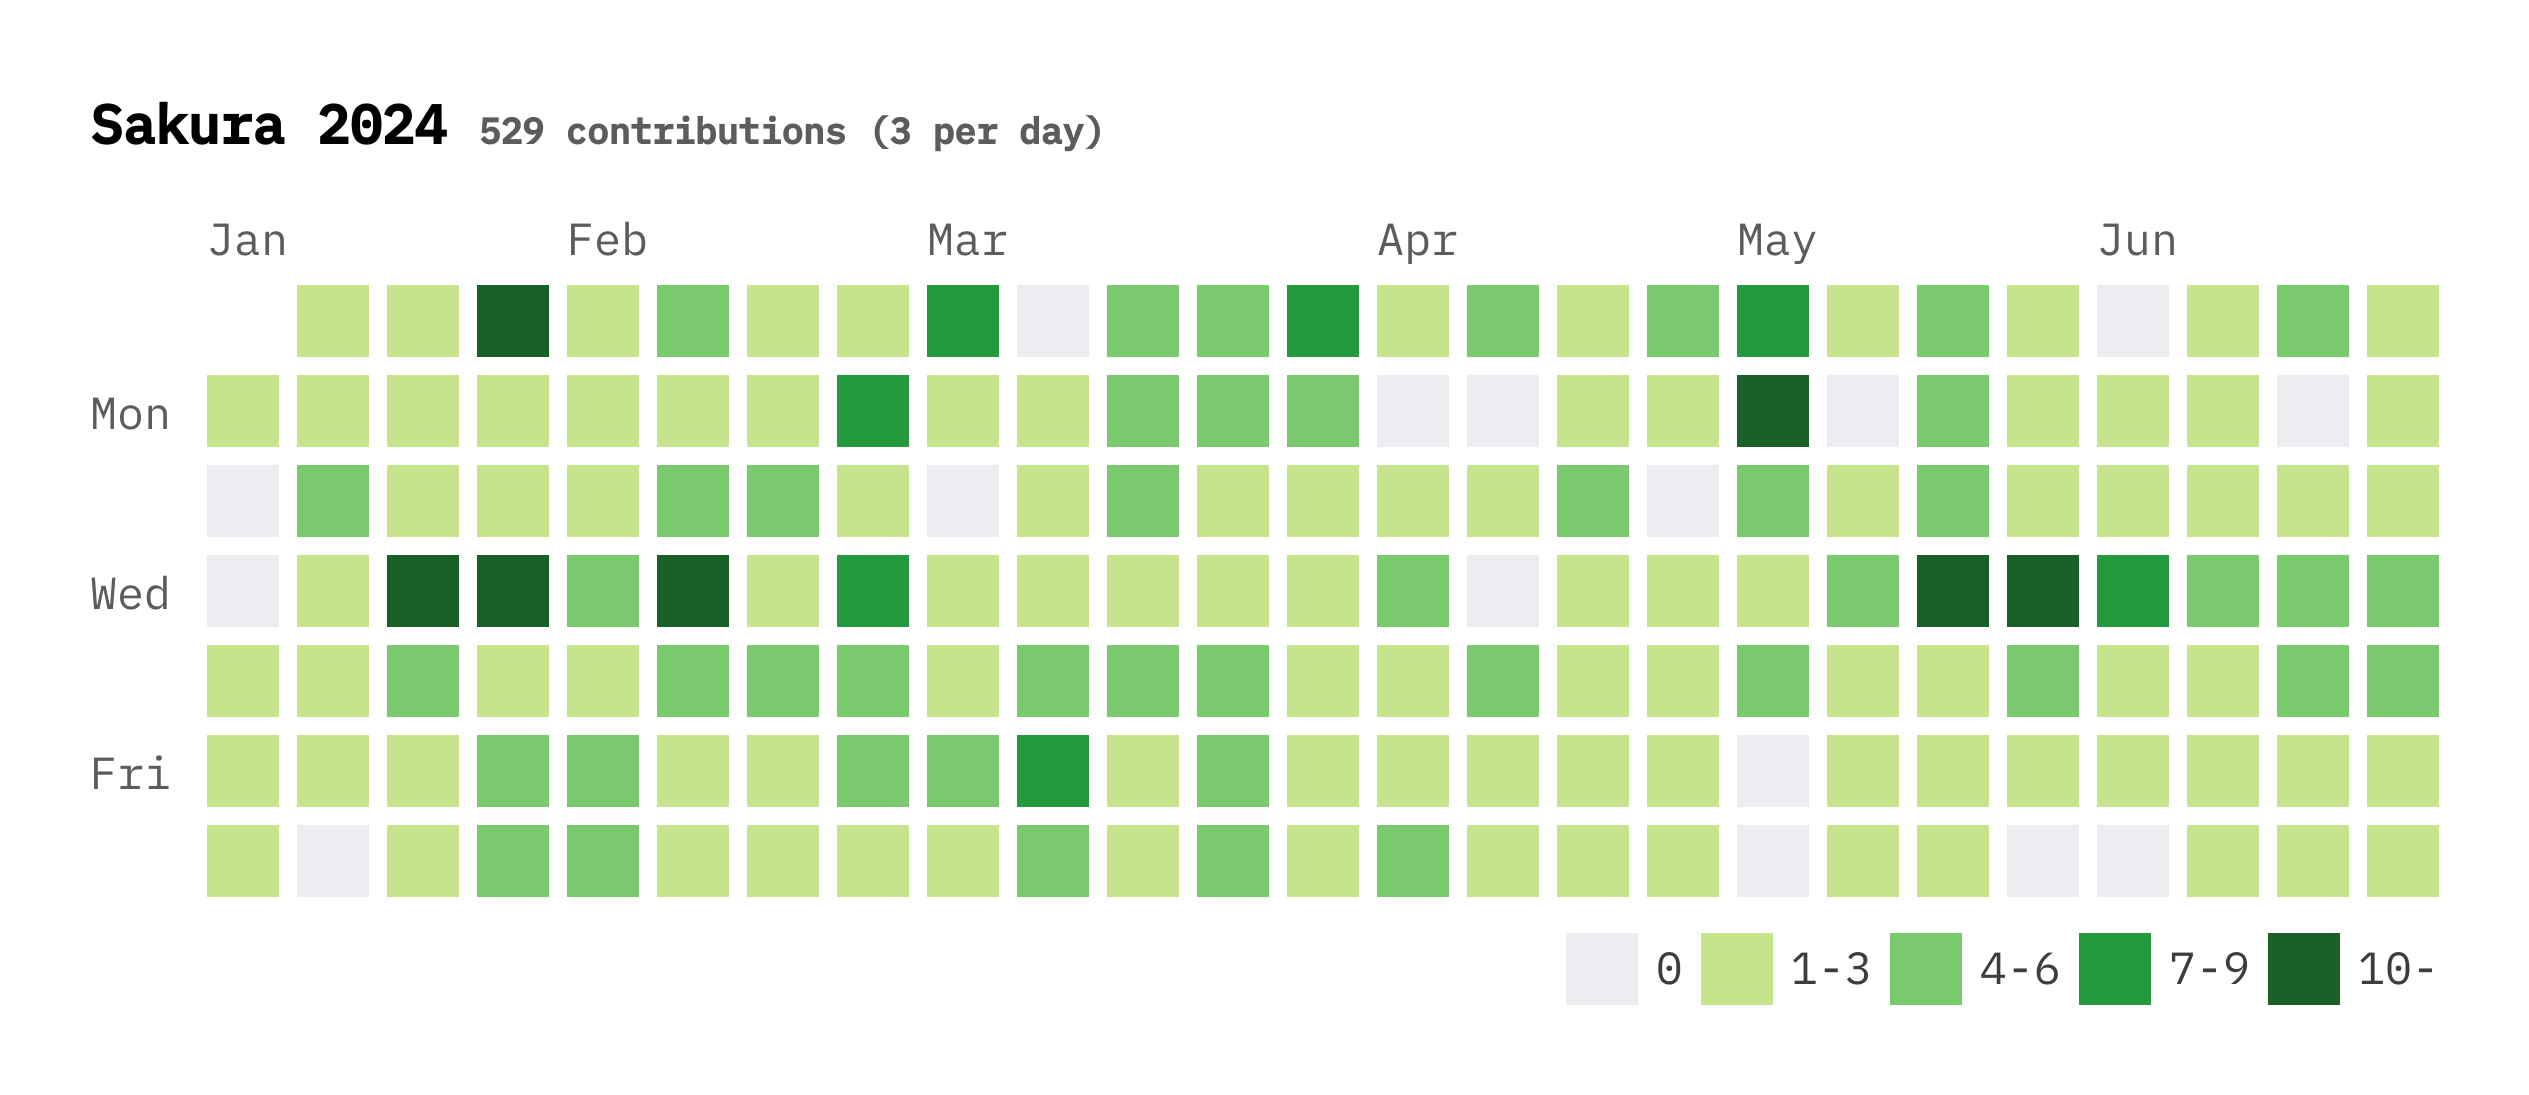 Sakura 2024 529 contributions (3 per day)
Jan Feb Mar Apr May Jun
Mon
Wed
Fri
0 1-3 4-6 7-9 10-